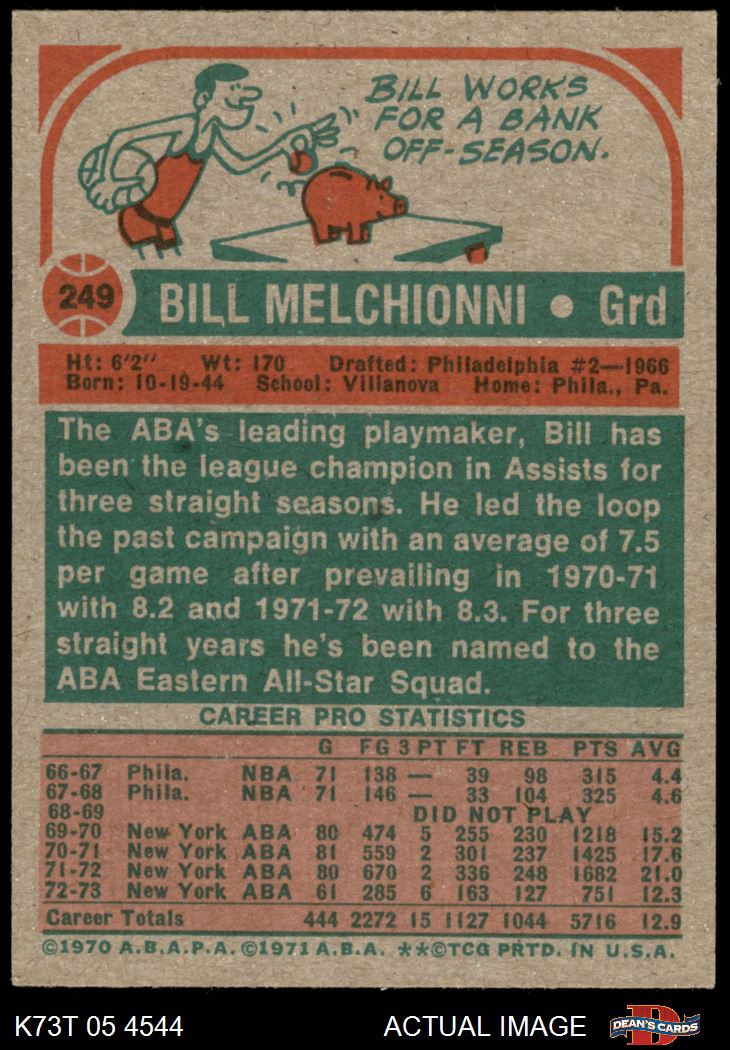 BILL WORKS
FOR A BANK
OFF-SEASON.
249 BILL MELCHIONNI • Grd
Ht: 6'2" Wt: 170 Drafted: Philadelphia #2—1966
Born: 10-19-44 School: Villanova Home: Phila., Pa.
The ABA's leading playmaker, Bill has
been the league champion in Assists for
three straight seasons. He led the loop
the past campaign with an average of 7.5
per game after prevailing in 1970-71
with 8.2 and 1971-72 with 8.3. For three
straight years he's been named to the
ABA Eastern All-Star Squad.
CAREER PRO STATISTICS
G FG 3 PT FT REB PTS AVG
66-67 Phila. NBA 71 138 — 39 98 315 4.4
67-68 Phila. NBA 71 146 — 33 104 325 4.6
68-69 DID NOT PLAY
69-70 New York ABA 80 474 5 255 230 1218 15.2
70-71 New York ABA 81 559 2 301 237 1425 17.6
71-72 New York ABA 80 670 2 336 248 1682 21.0
72-73 New York ABA 61 285 6 163 127 751 12.3
Career Totals 444 2272 15 1127 1044 5716 12.9
©1970 A.B.A.P.A. ©1971 A.B.A. **©TCG PRTD. IN U.S.A.
K73T 05 4544 ACTUAL IMAGE D DEAN'S CARDS